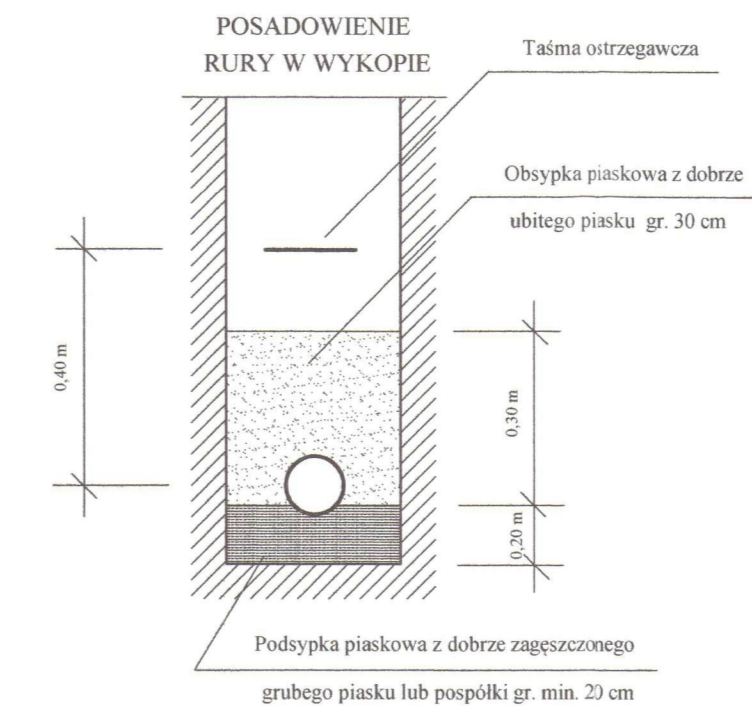 POSADOWIENIE
RURY W WYKOPIE
Taśma ostrzegawcza
Obsypka piaskowa z dobrze
ubitego piasku gr. 30 cm
0,40 m
0,30 m
0,20 m
Podsypka piaskowa z dobrze zagęszczonego
grubego piasku lub pospółki gr. min. 20 cm